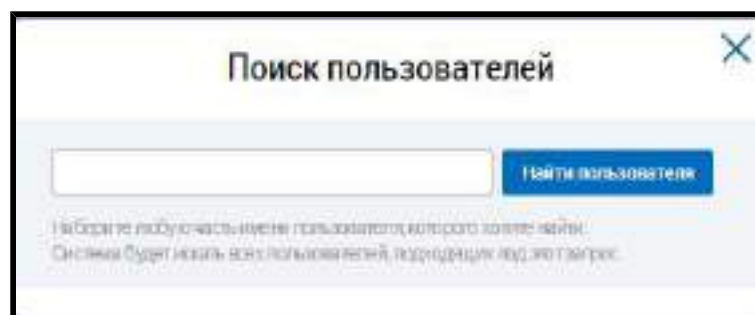 Поиск пользователей
Найти пользователя
Наберите любую часть имени пользователя, которого хотите найти.
Система будет искать всех пользователей, подходящих под этот запрос.